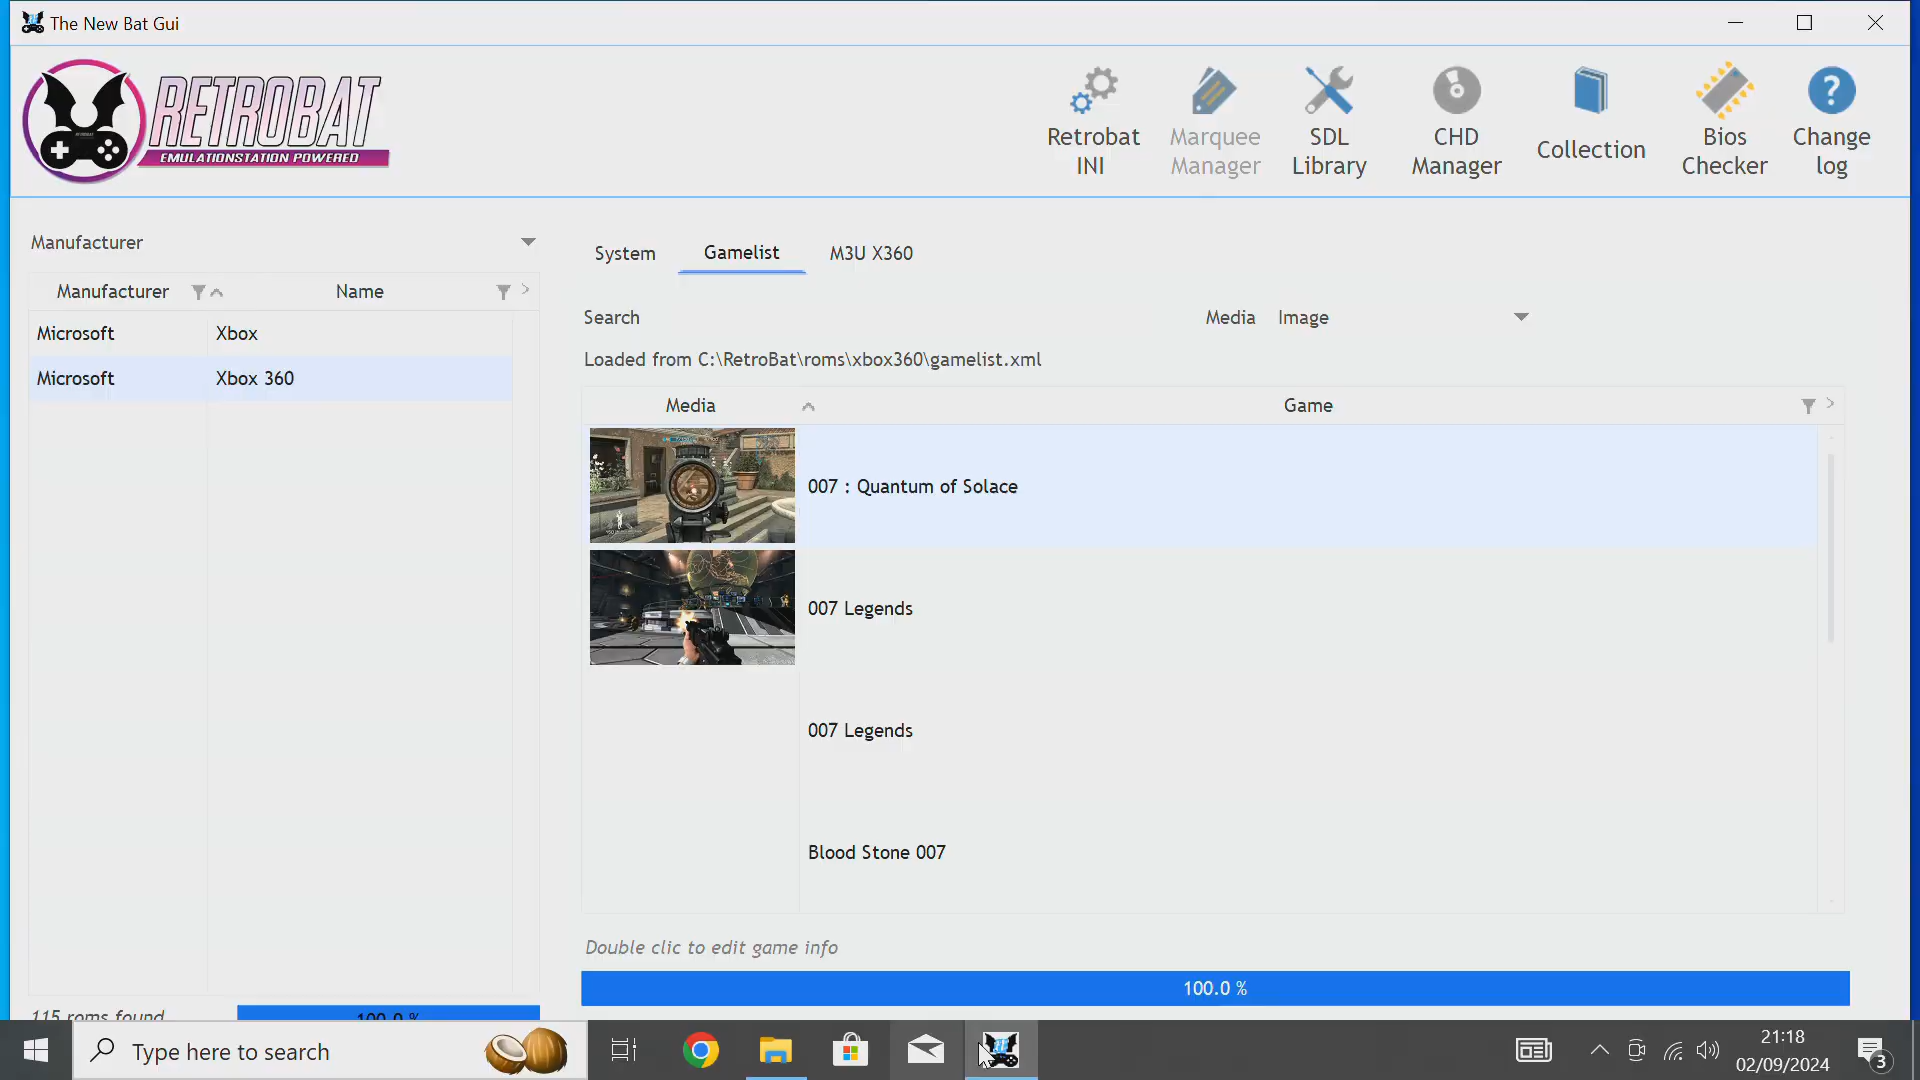 The New Bat Gui
RETROBAT
EMULATIONSTATION POWERED
Retrobat INI
Marquee Manager
SDL Library
CHD Manager
Collection
Bios Checker
Change log
Manufacturer
System
Gamelist
M3U X360
Manufacturer
Name
Microsoft
Xbox
Microsoft
Xbox 360
Search
Media
Image
Loaded from C:\RetroBat\roms\xbox360\gamelist.xml
Media
Game
007 : Quantum of Solace
007 Legends
007 Legends
Blood Stone 007
Double clic to edit game info
100.0 %
115 roms found
100.0 %
Type here to search
21:18
02/09/2024
3